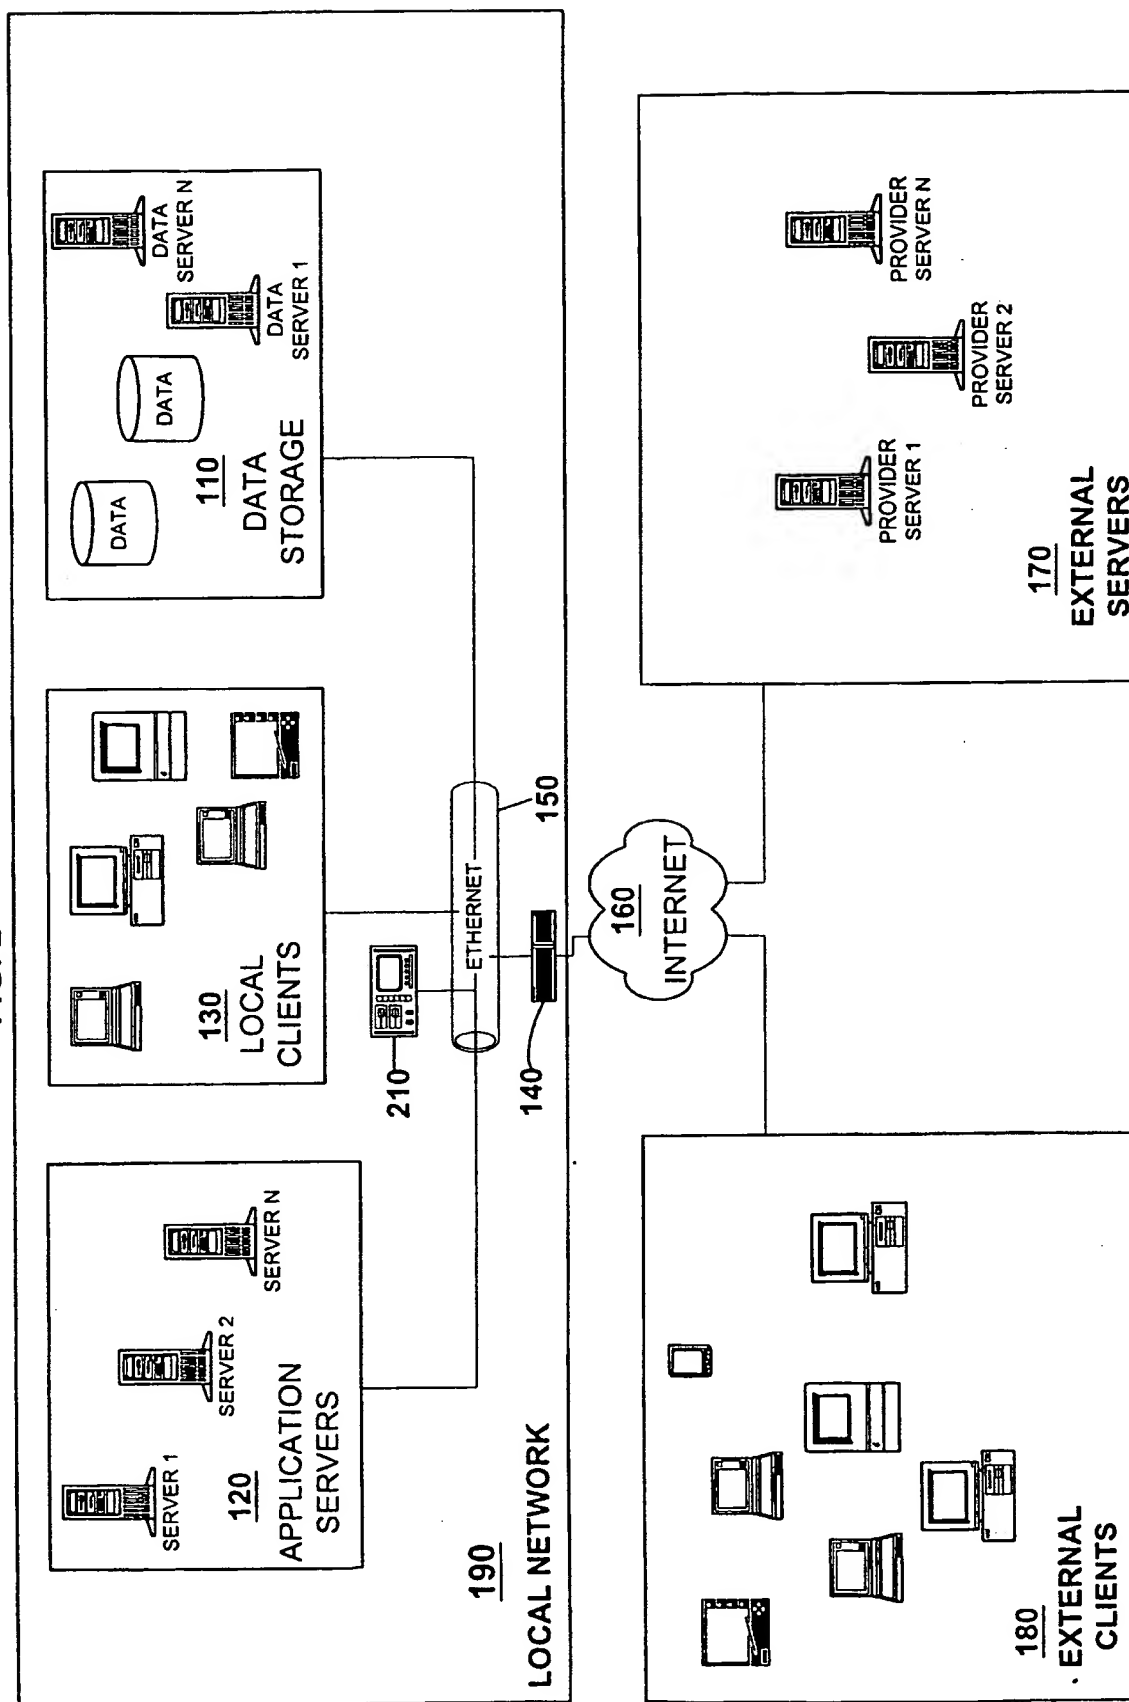 SERVER 1
SERVER 2
SERVER N
120
APPLICATION
SERVERS
130
LOCAL
CLIENTS
DATA
DATA
DATA
SERVER 1
DATA
SERVER N
110
DATA
STORAGE
210
ETHERNET
150
140
190
LOCAL NETWORK
160
INTERNET
180
EXTERNAL
CLIENTS
PROVIDER
SERVER 1
PROVIDER
SERVER 2
PROVIDER
SERVER N
170
EXTERNAL
SERVERS